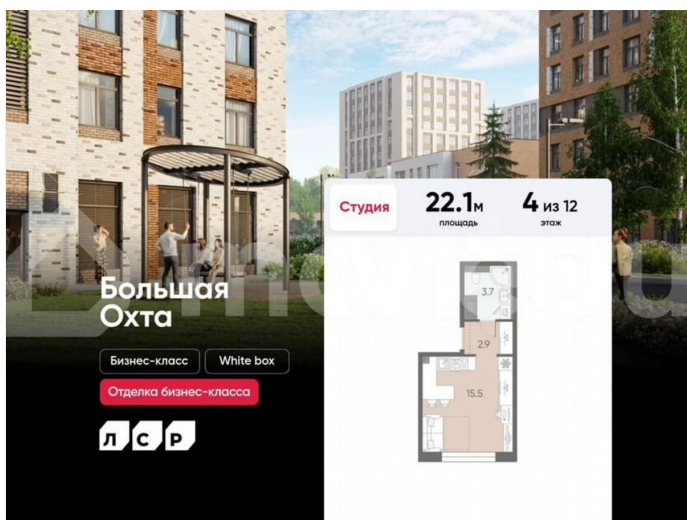 Студия
22.1м
площадь
4 из 12
этаж
Большая
Охта
Бизнес-класс
White box
Отделка бизнес-класса
ЛСР
3.7
2.9
15.5